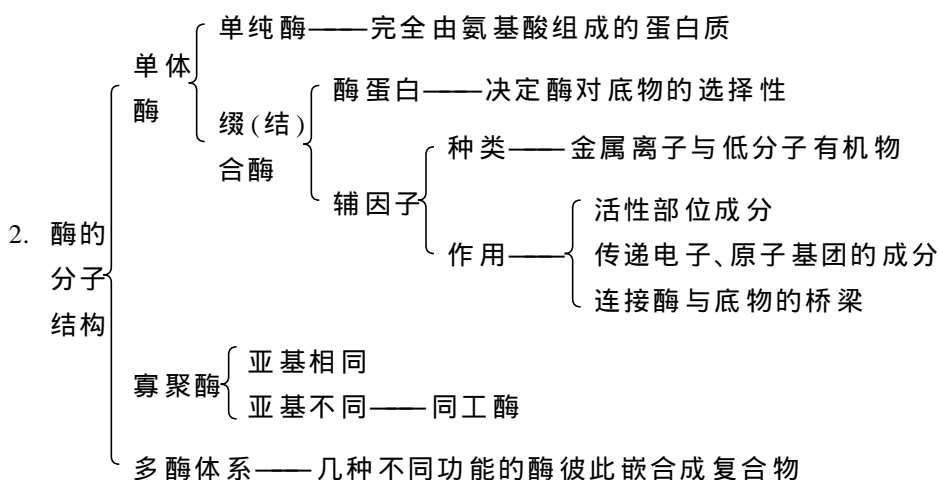 单纯酶——完全由氨基酸组成的蛋白质
单体
酶
酶蛋白——决定酶对底物的选择性
缀(结)
合酶
种类——金属离子与低分子有机物
辅因子
活性部位成分
2. 酶的
作用——
传递电子、原子基团的成分
分子
连接酶与底物的桥梁
结构
亚基相同
寡聚酶
亚基不同——同工酶
多酶体系——几种不同功能的酶彼此嵌合成复合物